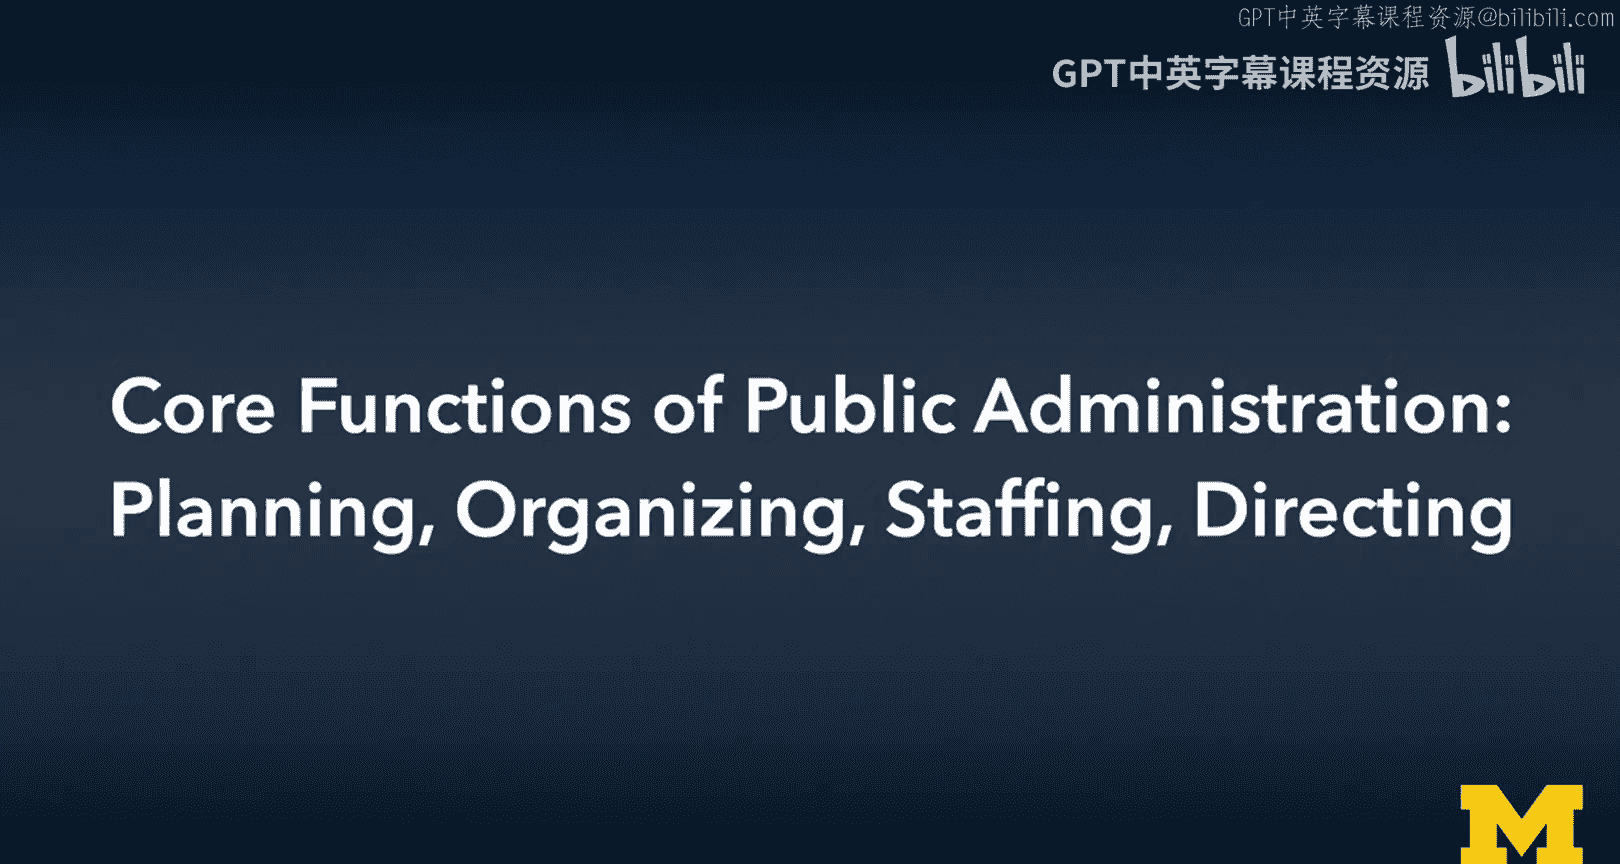 GPT中英字幕课程资源@bilibili.com
GPT中英字幕课程资源 bilibili
Core Functions of Public Administration:
Planning, Organizing, Staffing, Directing
M